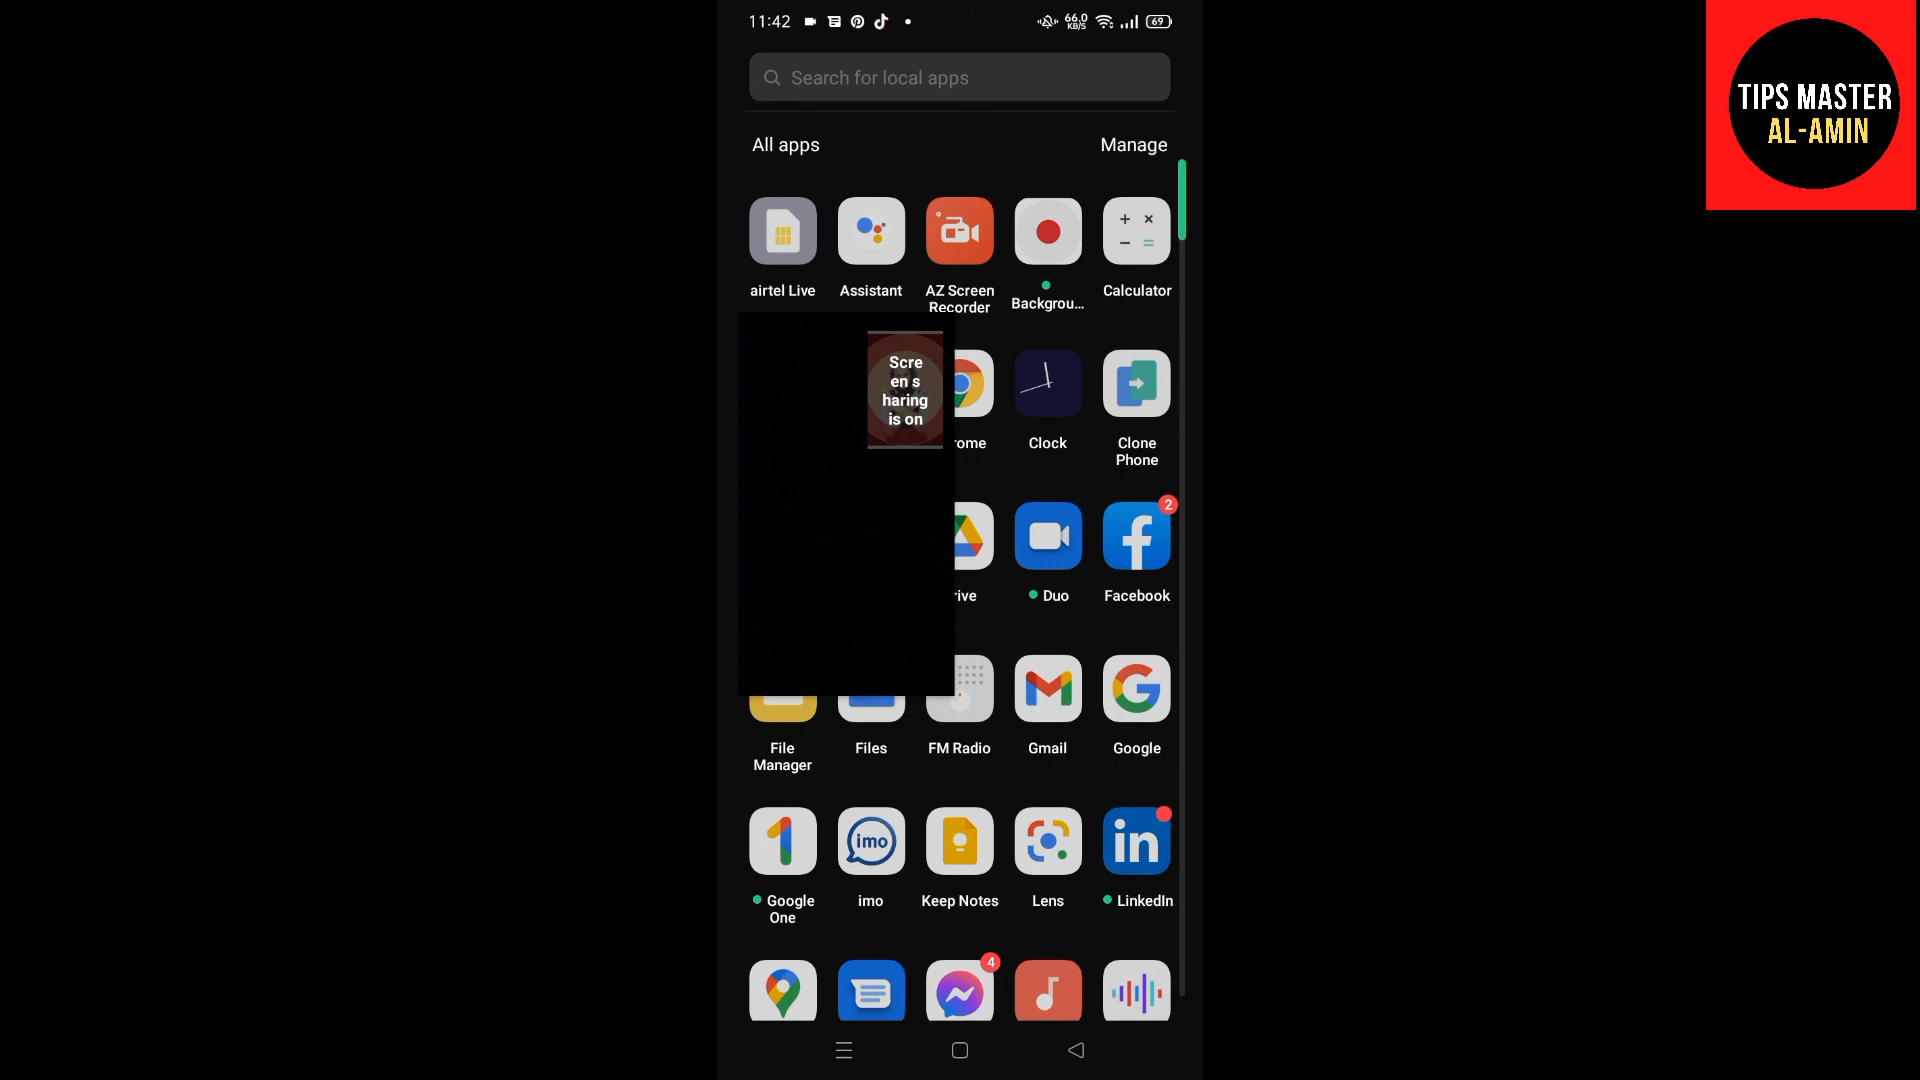 11:42
66.0
KB/S
69
TIPS MASTER
AL-AMIN
Search for local apps
All apps
Manage
airtel Live
Assistant
AZ Screen
Recorder
Backgrou...
Calculator
Scre
en s
haring
is on
rome
Clock
Clone
Phone
2
rive
Duo
Facebook
File
Manager
Files
FM Radio
Gmail
Google
imo
in
Google
One
imo
Keep Notes
Lens
LinkedIn
4